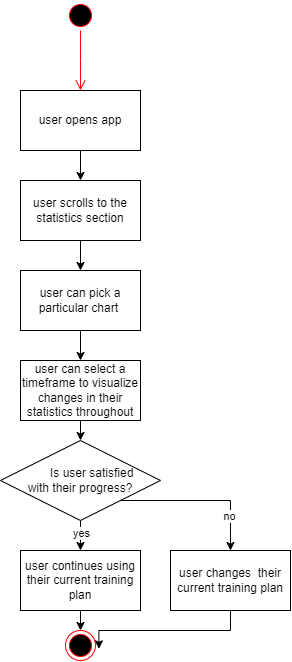 user opens app
user scrolls to the
statistics section
user can pick a
particular chart
user can select a
timeframe to visualize
changes in their
statistics throughout
Is user satisfied
with their progress?
yes
no
user continues using
their current training
plan
user changes  their
current training plan